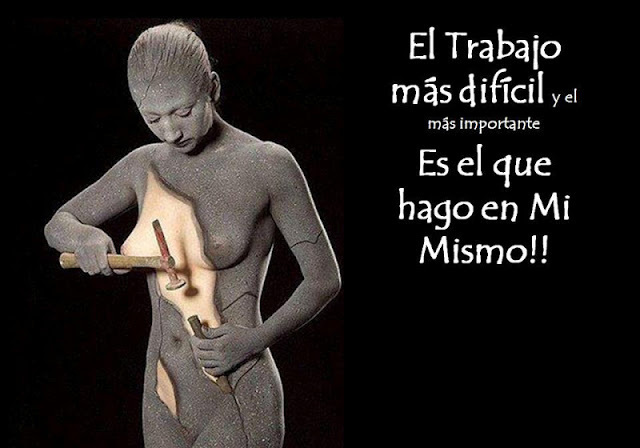 El Trabajo
más difícil y el
más importante
Es el que
hago en Mi
Mismo!!